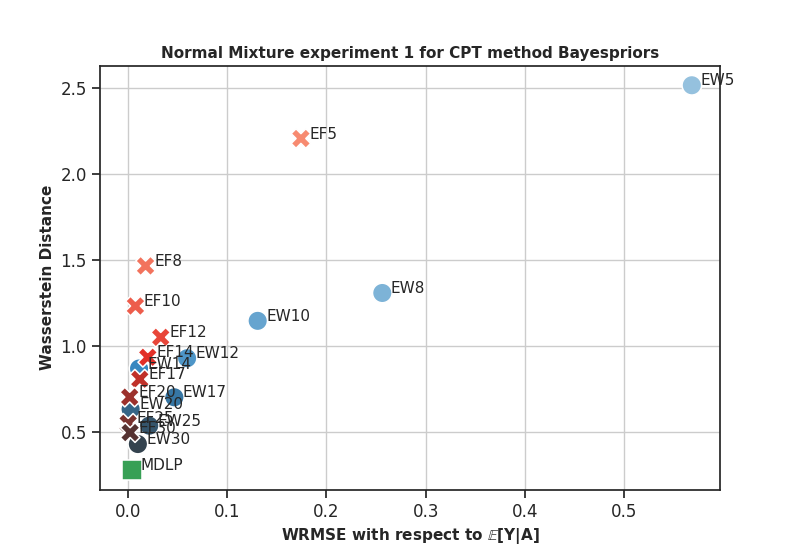 Normal Mixture experiment 1 for CPT method Bayespriors
Wasserstein Distance
2.5
2.0
1.5
1.0
0.5
EW5
EF5
EF8
EW8
EF10
EW10
EF12
EF14
EW12
EW14
EF17
EF20
EW17
EW20
EF25
EW25
EF30
EW30
MDLP
0.0
0.1
0.2
0.3
0.4
0.5
WRMSE with respect to 𝔼[Y|A]